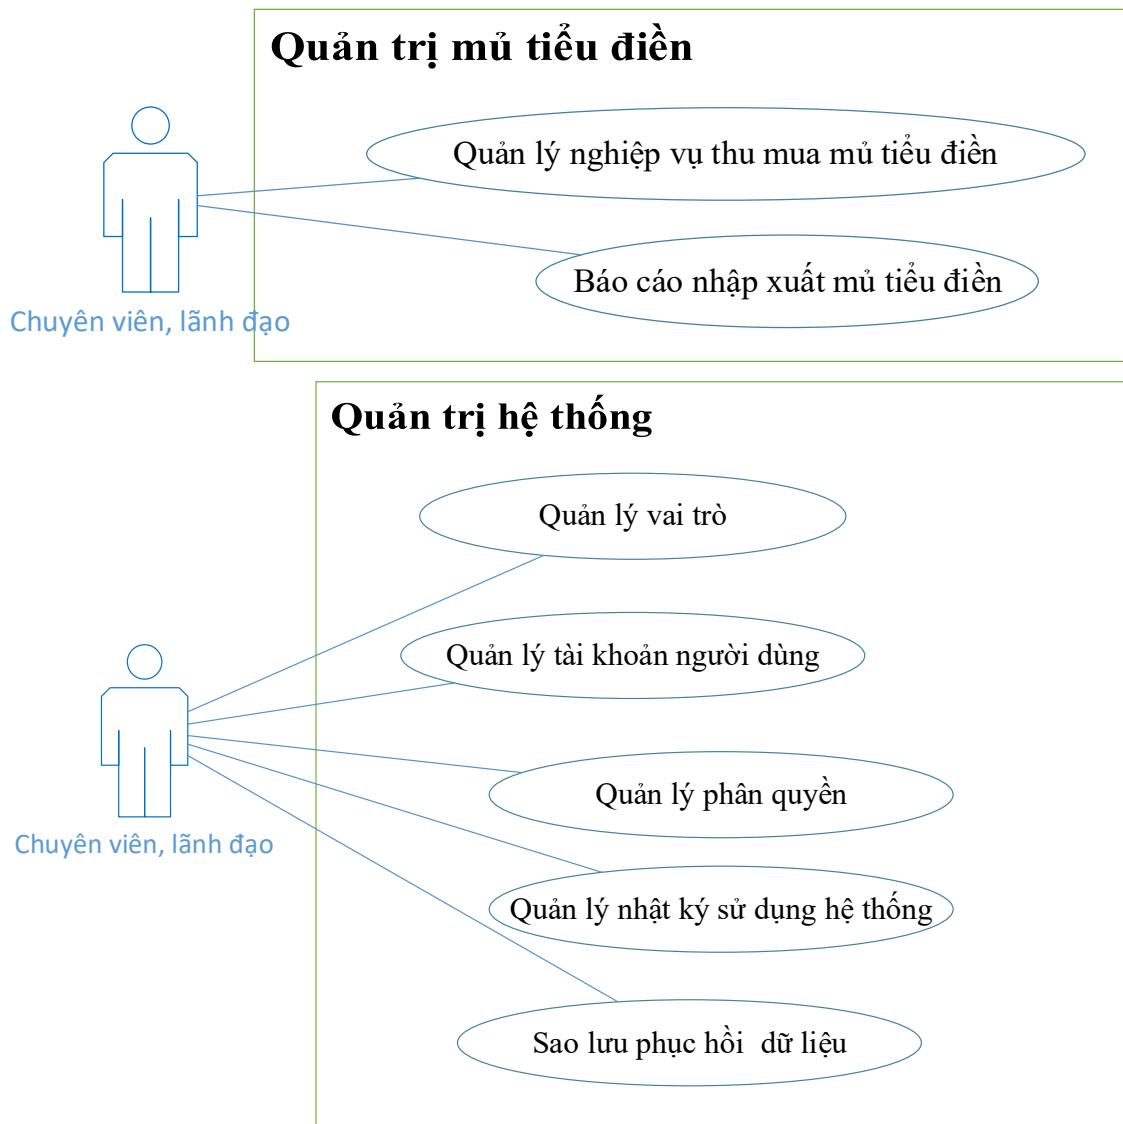 Quản trị mủ tiểu điền
Quản lý nghiệp vụ thu mua mủ tiểu điền
Báo cáo nhập xuất mủ tiểu điền
Chuyên viên, lãnh đạo
Quản trị hệ thống
Quản lý vai trò
Quản lý tài khoản người dùng
Quản lý phân quyền
Chuyên viên, lãnh đạo
Quản lý nhật ký sử dụng hệ thống
Sao lưu phục hồi  dữ liệu